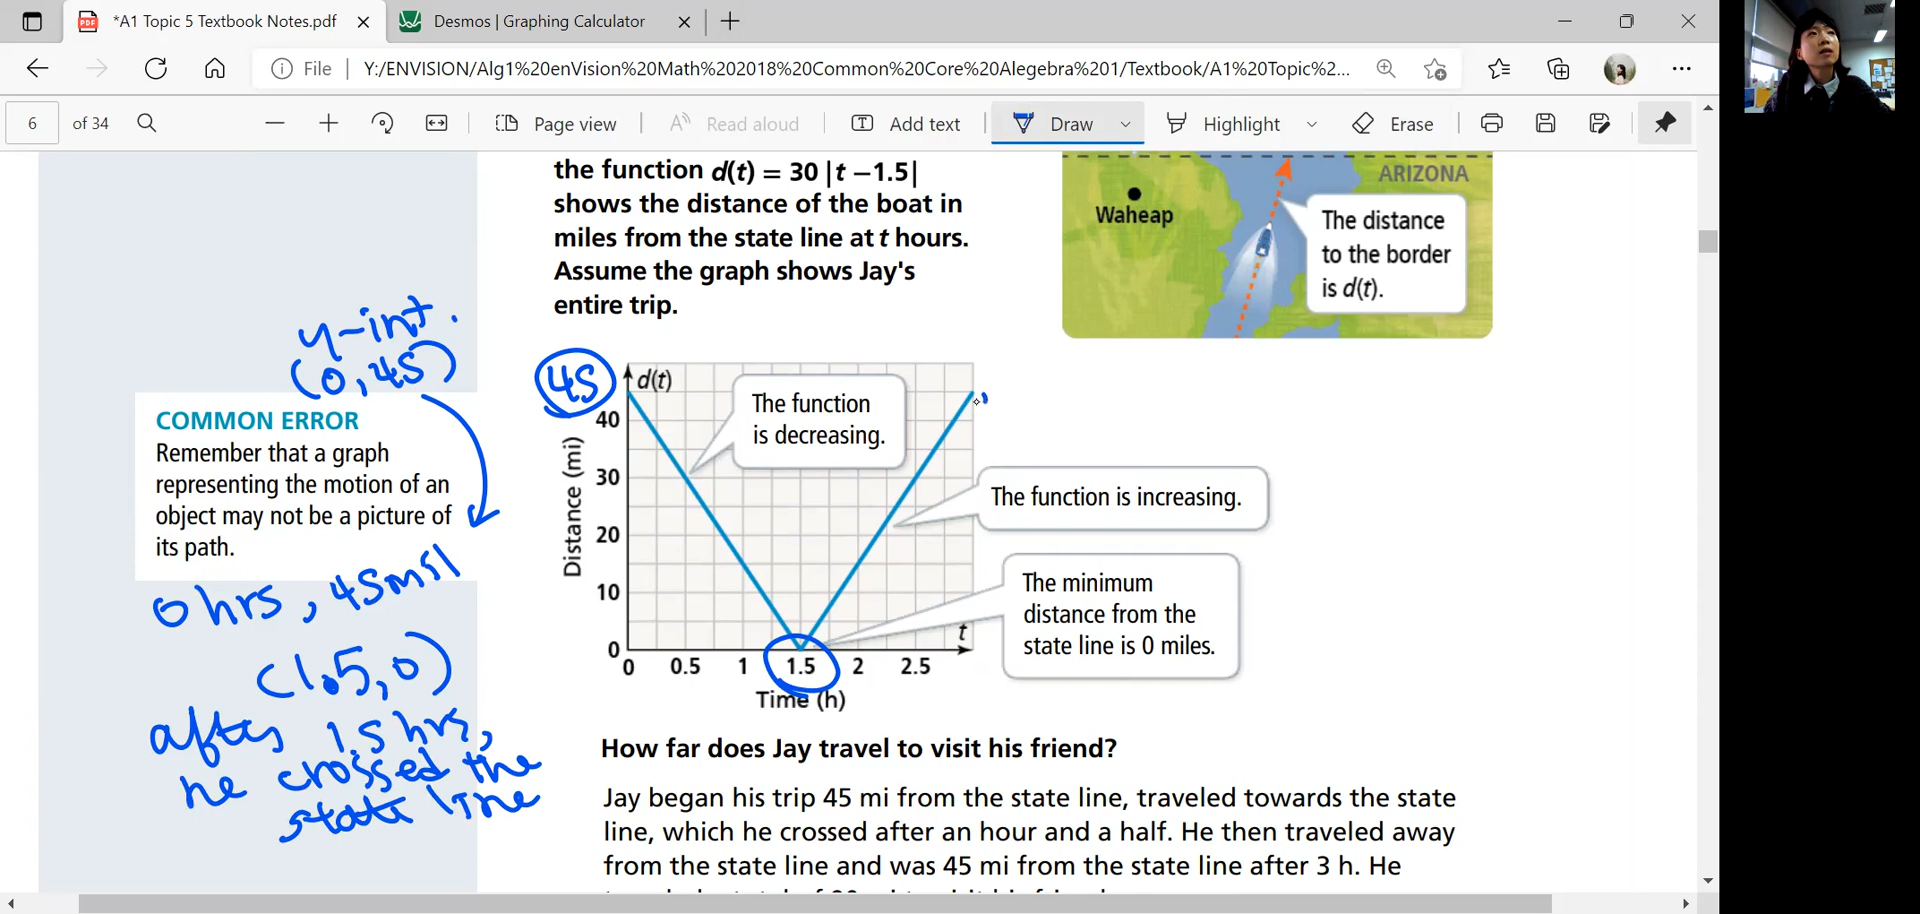 *A1 Topic 5 Textbook Notes.pdf
Desmos | Graphing Calculator
File
Y:/ENVISION/Alg1%20enVision%20Math%202018%20Common%20Core%20Alegebra%201/Textbook/A1%20Topic%2...
6 of 34
Page view
Read aloud
Add text
Draw
Highlight
Erase
the function d(t) = 30 |t −1.5|
shows the distance of the boat in
miles from the state line at t hours.
Assume the graph shows Jay's
entire trip.
ARIZONA
Waheap
The distance
to the border
is d(t).
y-int.
(0,45)
COMMON ERROR
Remember that a graph
representing the motion of an
object may not be a picture of
its path.
0 hrs, 45
(1.5,0)
after 1.5 hrs,
he crossed the
state line
45
d(t)
The function
is decreasing.
The function is increasing.
The minimum
distance from the
state line is 0 miles.
Distance (mi)
40
30
20
10
0
t
0 0.5 1 1.5 2 2.5
Time (h)
How far does Jay travel to visit his friend?
Jay began his trip 45 mi from the state line, traveled towards the state
line, which he crossed after an hour and a half. He then traveled away
from the state line and was 45 mi from the state line after 3 h. He